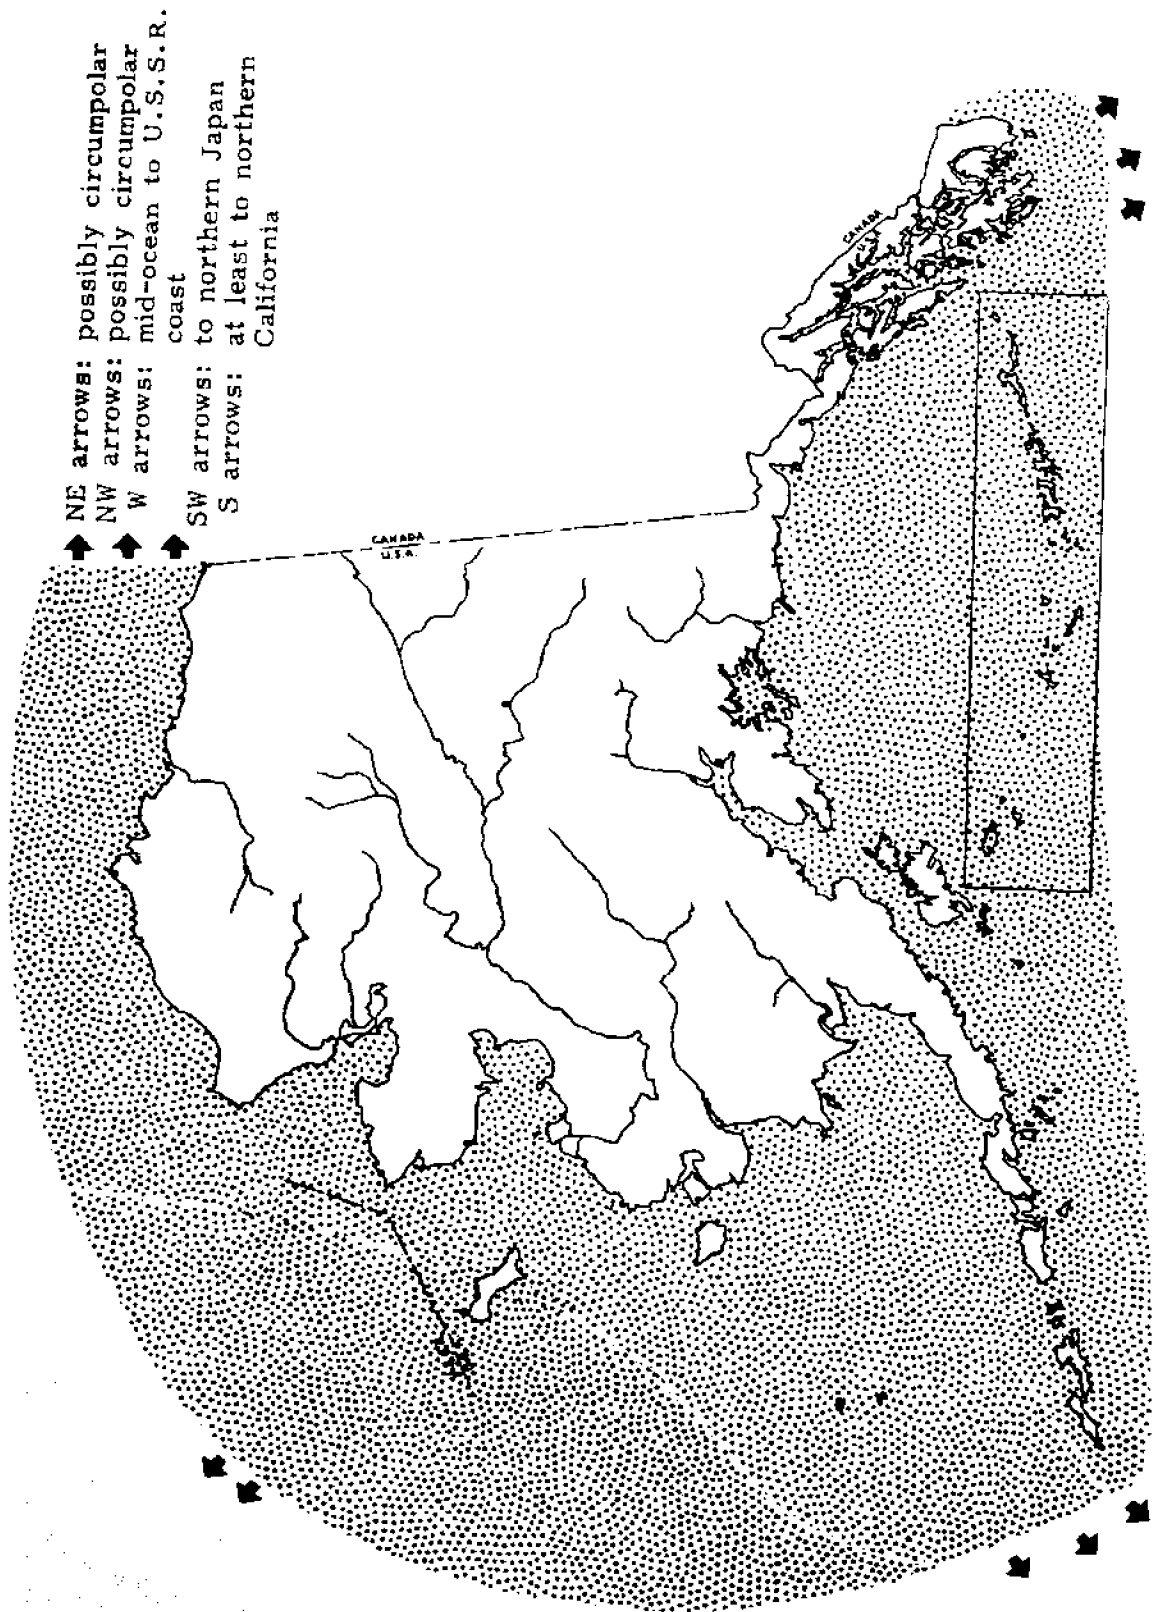 NE arrows: possibly circumpolar
NW arrows: possibly circumpolar
W arrows: mid-ocean to U.S.S.R.
coast
SW arrows: to northern Japan
S arrows: at least to northern
California
CANADA
U.S.A.
CANADA
U.S.A.